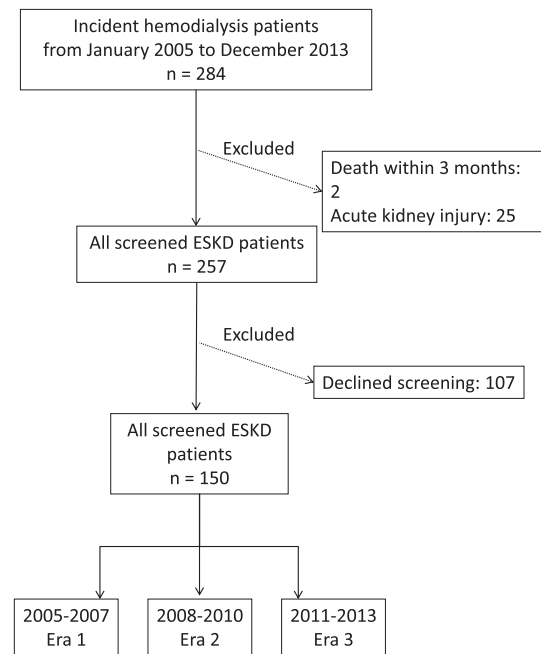 Incident hemodialysis patients
from January 2005 to December 2013
n = 284
Excluded
Death within 3 months:
2
Acute kidney injury: 25
All screened ESKD patients
n = 257
Excluded
Declined screening: 107
All screened ESKD
patients
n = 150
2005-2007
Era 1
2008-2010
Era 2
2011-2013
Era 3